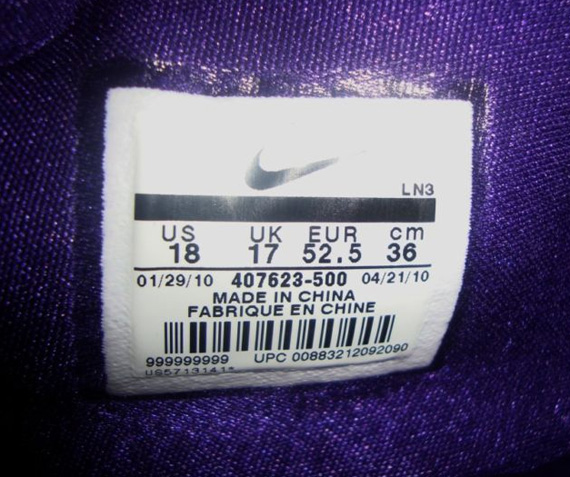 LN3
US UK EUR cm
18 17 52.5 36
01/29/10 407623-500 04/21/10
MADE IN CHINA
FABRIQUE EN CHINE
999999999 UPC 00883212092090